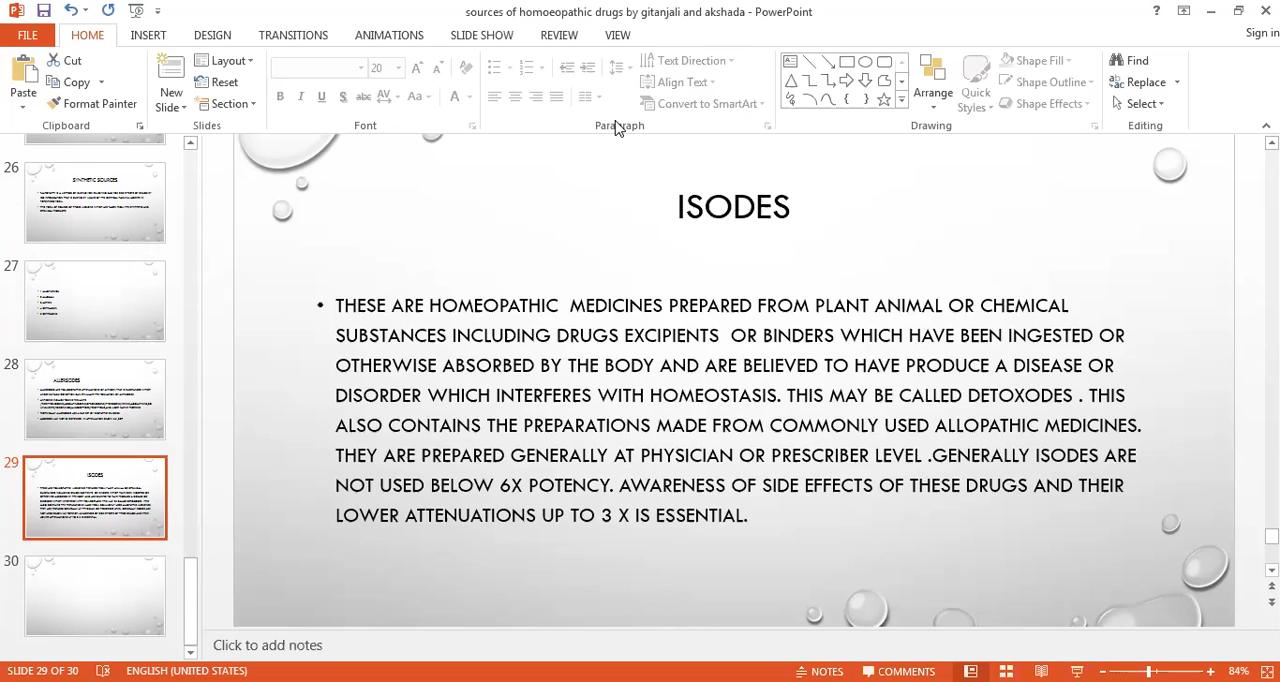 sources of homoeopathic drugs by gitanjali and akshada - PowerPoint
FILE HOME INSERT DESIGN TRANSITIONS ANIMATIONS SLIDE SHOW REVIEW VIEW Sign in
Paste
Cut
Copy
Format Painter
Clipboard
New Slide
Layout
Reset
Section
Slides
20
B I U S abc AV Aa A
Font
Text Direction
Align Text
Convert to SmartArt
Paragraph
Arrange
Quick Styles
Shape Fill
Shape Outline
Shape Effects
Drawing
Find
Replace
Select
Editing
26
SYNTHETIC SOURCES
27
28
ALLERSODES
29
ISODES
30
ISODES
• THESE ARE HOMEOPATHIC MEDICINES PREPARED FROM PLANT ANIMAL OR CHEMICAL
SUBSTANCES INCLUDING DRUGS EXCIPIENTS OR BINDERS WHICH HAVE BEEN INGESTED OR
OTHERWISE ABSORBED BY THE BODY AND ARE BELIEVED TO HAVE PRODUCE A DISEASE OR
DISORDER WHICH INTERFERES WITH HOMEOSTASIS. THIS MAY BE CALLED DETOXODES . THIS
ALSO CONTAINS THE PREPARATIONS MADE FROM COMMONLY USED ALLOPATHIC MEDICINES.
THEY ARE PREPARED GENERALLY AT PHYSICIAN OR PRESCRIBER LEVEL .GENERALLY ISODES ARE
NOT USED BELOW 6X POTENCY. AWARENESS OF SIDE EFFECTS OF THESE DRUGS AND THEIR
LOWER ATTENUATIONS UP TO 3 X IS ESSENTIAL.
Click to add notes
SLIDE 29 OF 30 ENGLISH (UNITED STATES) NOTES COMMENTS 84%